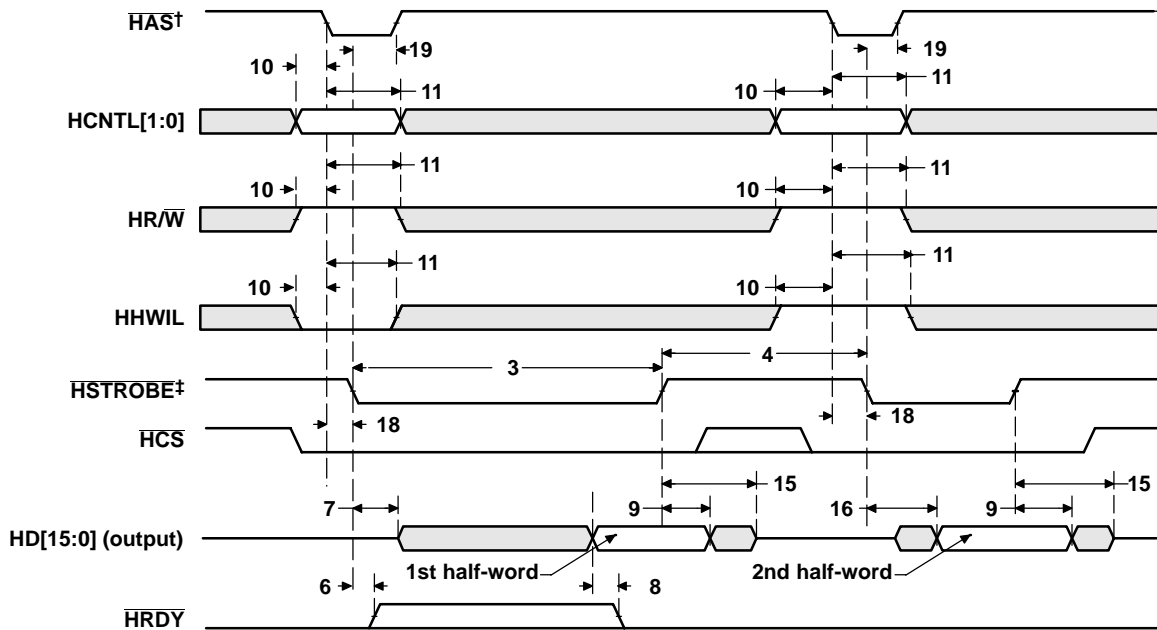 HAS†
19
19
10
11
10
11
HCNTL[1:0]
11
11
10
10
HR/W
11
11
10
10
HHWIL
3
4
HSTROBE‡
18
18
HCS
15
15
7
9
16
9
HD[15:0] (output)
1st half-word
2nd half-word
6
8
HRDY